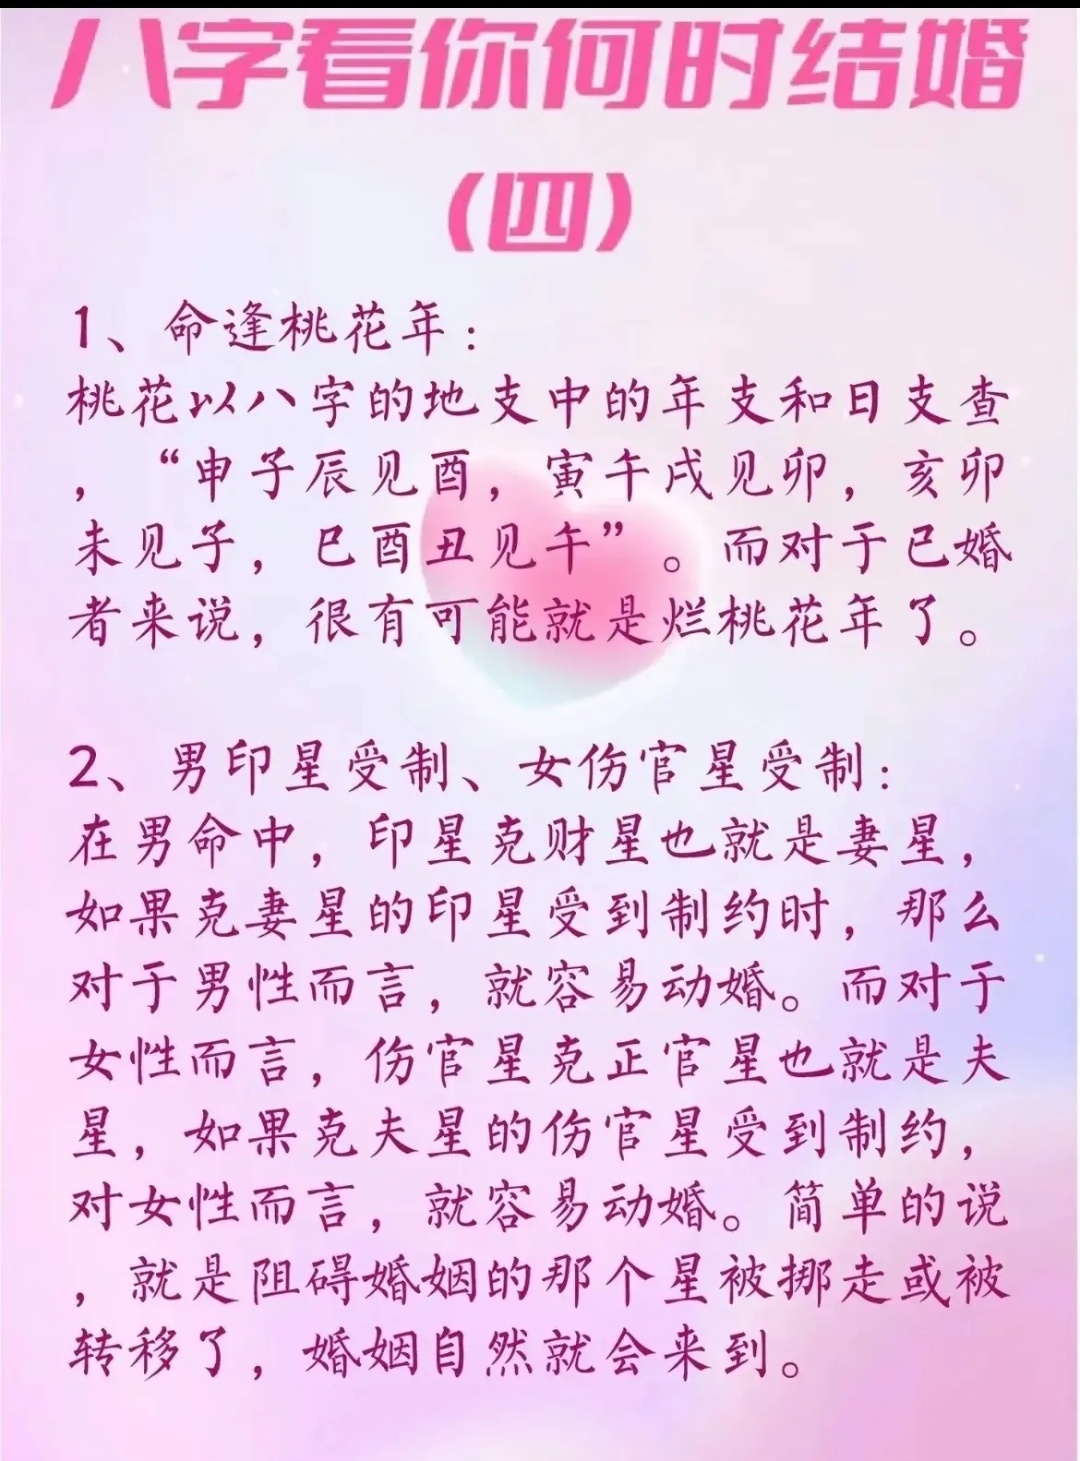 八字看你何时结婚
(四)
1、命逢桃花年：
桃花以八字的地支中的年支和日支查
，“申子辰见酉，寅午戌见卯，亥卯
未见子，巳酉丑见午”。而对于已婚
者来说，很有可能就是烂桃花年了。
2、男印星受制、女伤官星受制：
在男命中，印星克财星也就是妻星，
如果克妻星的印星受到制约时，那么
对于男性而言，就容易动婚。而对于
女性而言，伤官星克正官星也就是夫
星，如果克夫星的伤官星受到制约，
对女性而言，就容易动婚。简单的说
，就是阻碍婚姻的那个星被挪走或被
转移了，婚姻自然就会来到。